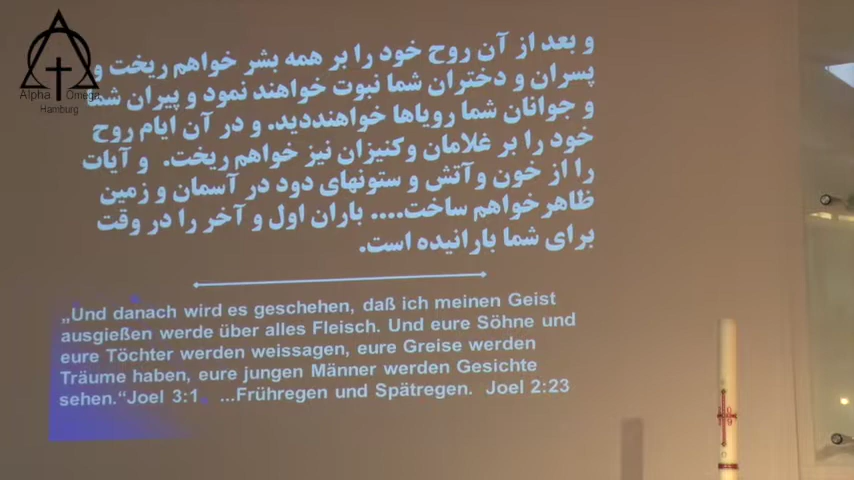 Alpha Omega
Hamburg
و بعد از آن روح خود را بر همه بشر خواهم ریخت و
پسران و دختران شما نبوت خواهند نمود و پیران شما
و جوانان شما رویاها خواهنددید. و در آن ایام روح
خود را بر غلامان وکنیزان نیز خواهم ریخت. و آیات
را از خون وآتش و ستونهای دود در آسمان و زمین
ظاهر خواهم ساخت.... باران اول و آخر را در وقت
برای شما بارانیده است.
„Und danach wird es geschehen, daß ich meinen Geist
ausgießen werde über alles Fleisch. Und eure Söhne und
eure Töchter werden weissagen, eure Greise werden
Träume haben, eure jungen Männer werden Gesichte
sehen.“Joel 3:1 ...Frühregen und Spätregen. Joel 2:23